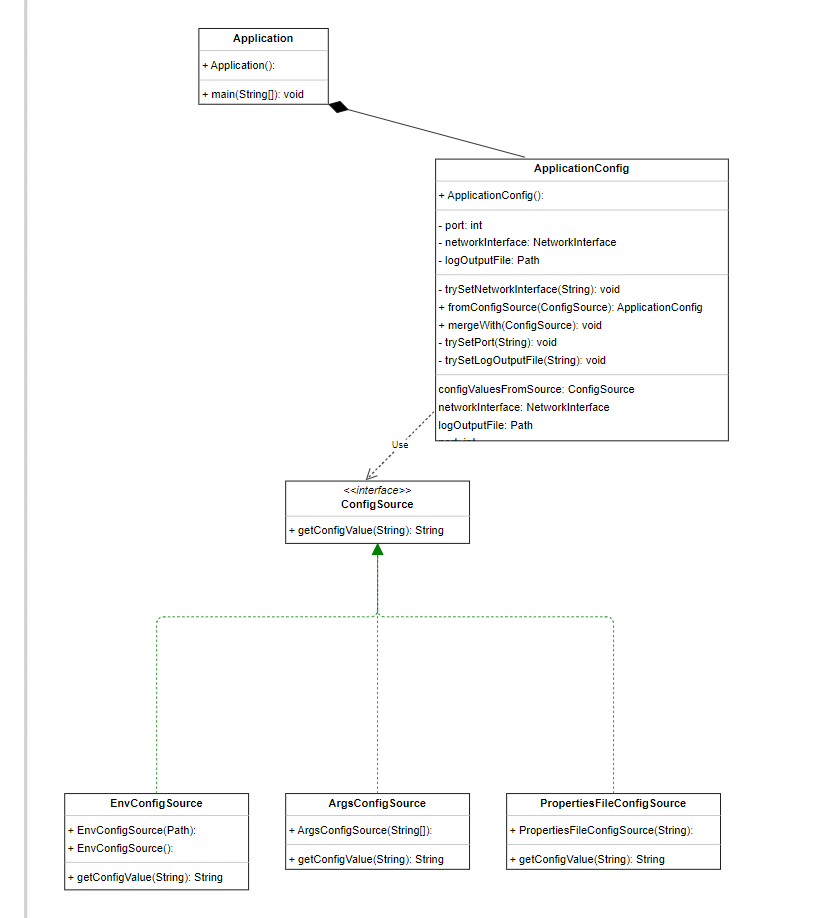 Application
+ Application():
+ main(String[]): void
ApplicationConfig
+ ApplicationConfig():
- port: int
- networkInterface: NetworkInterface
- logOutputFile: Path
- trySetNetworkInterface(String): void
+ fromConfigSource(ConfigSource): ApplicationConfig
+ mergeWith(ConfigSource): void
- trySetPort(String): void
- trySetLogOutputFile(String): void
configValuesFromSource: ConfigSource
networkInterface: NetworkInterface
logOutputFile: Path
Use
<<interface>>
ConfigSource
+ getConfigValue(String): String
EnvConfigSource
+ EnvConfigSource(Path):
+ EnvConfigSource():
+ getConfigValue(String): String
ArgsConfigSource
+ ArgsConfigSource(String[]):
+ getConfigValue(String): String
PropertiesFileConfigSource
+ PropertiesFileConfigSource(String):
+ getConfigValue(String): String